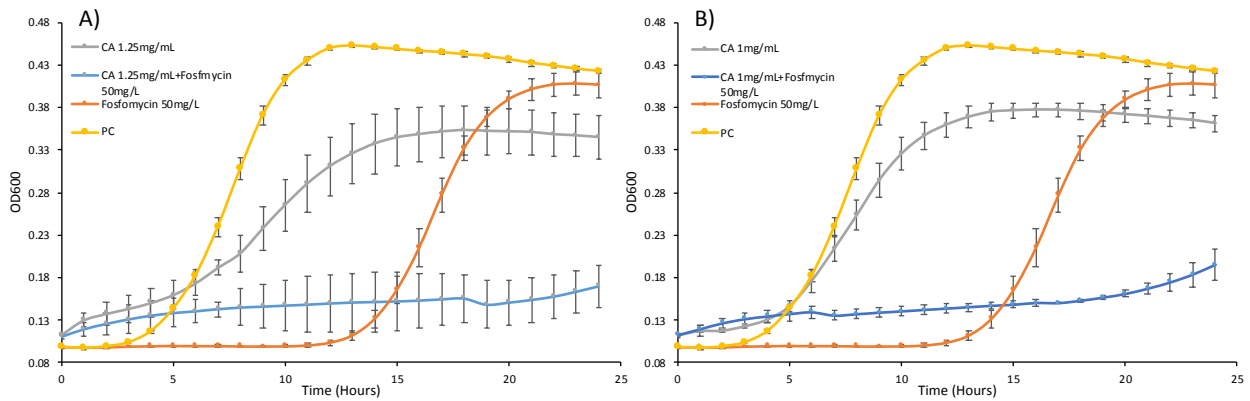 A)
0.48
0.43
0.38
0.33
0.28
0.23
0.18
0.13
0.08
OD600
CA 1.25mg/mL
CA 1.25mg/mL+Fosfmycin
50mg/L
Fosfomycin 50mg/L
PC
0
5
10
15
20
25
Time (Hours)
B)
0.48
0.43
0.38
0.33
0.28
0.23
0.18
0.13
0.08
OD600
CA 1mg/mL
CA 1mg/mL+Fosfmycin
50mg/L
Fosfomycin 50mg/L
PC
0
5
10
15
20
25
Time (Hours)